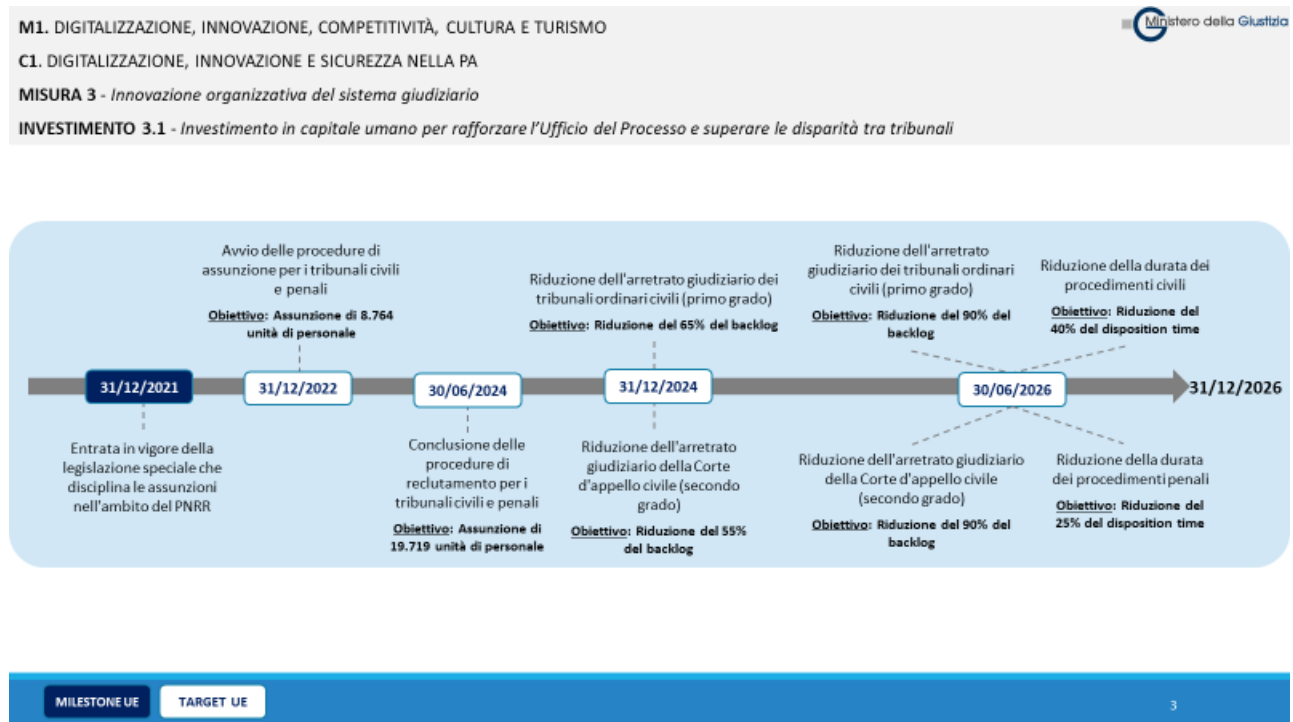 M1. DIGITALIZZAZIONE, INNOVAZIONE, COMPETITIVITÀ, CULTURA E TURISMO
Ministero della Giustizia
C1. DIGITALIZZAZIONE, INNOVAZIONE E SICUREZZA NELLA PA
MISURA 3 - Innovazione organizzativa del sistema giudiziario
INVESTIMENTO 3.1 - Investimento in capitale umano per rafforzare l'Ufficio del Processo e superare le disparità tra tribunali
Avvio delle procedure di
assunzione per i tribunali civili
e penali
Obiettivo: Assunzione di 8.764
unità di personale
Riduzione dell'arretrato giudiziario dei
tribunali ordinari civili (primo grado)
Obiettivo: Riduzione del 65% del backlog
Riduzione dell'arretrato
giudiziario dei tribunali ordinari
civili (primo grado)
Obiettivo: Riduzione del 90% del
backlog
Riduzione della durata dei
procedimenti civili
Obiettivo: Riduzione del
40% del disposition time
31/12/2021
31/12/2022
30/06/2024
31/12/2024
30/06/2026
31/12/2026
Entrata in vigore della
legislazione speciale che
disciplina le assunzioni
nell'ambito del PNRR
Conclusione delle
procedure di
reclutamento per i
tribunali civili e penali
Obiettivo: Assunzione di
19.719 unità di personale
Riduzione dell'arretrato
giudiziario della Corte
d'appello civile (secondo
grado)
Obiettivo: Riduzione del 55%
del backlog
Riduzione dell'arretrato giudiziario
della Corte d'appello civile
(secondo grado)
Obiettivo: Riduzione del 90% del
backlog
Riduzione della durata
dei procedimenti penali
Obiettivo: Riduzione del
25% del disposition time
MILESTONE UE
TARGET UE
3